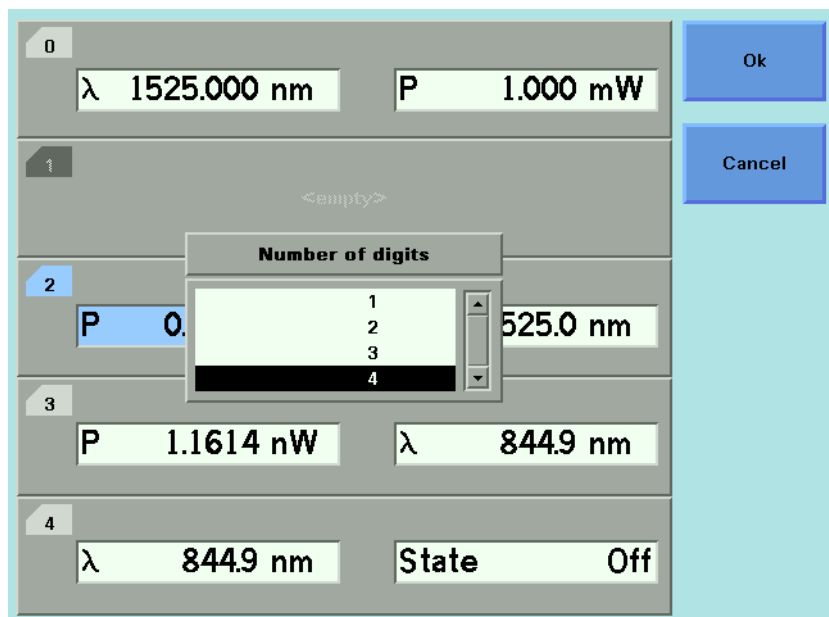 0
λ 1525.000 nm P 1.000 mW
Ok
1
<empty>
Cancel
Number of digits
1
2
3
4
2
P 0. 525.0 nm
3
P 1.1614 nW λ 844.9 nm
4
λ 844.9 nm State Off